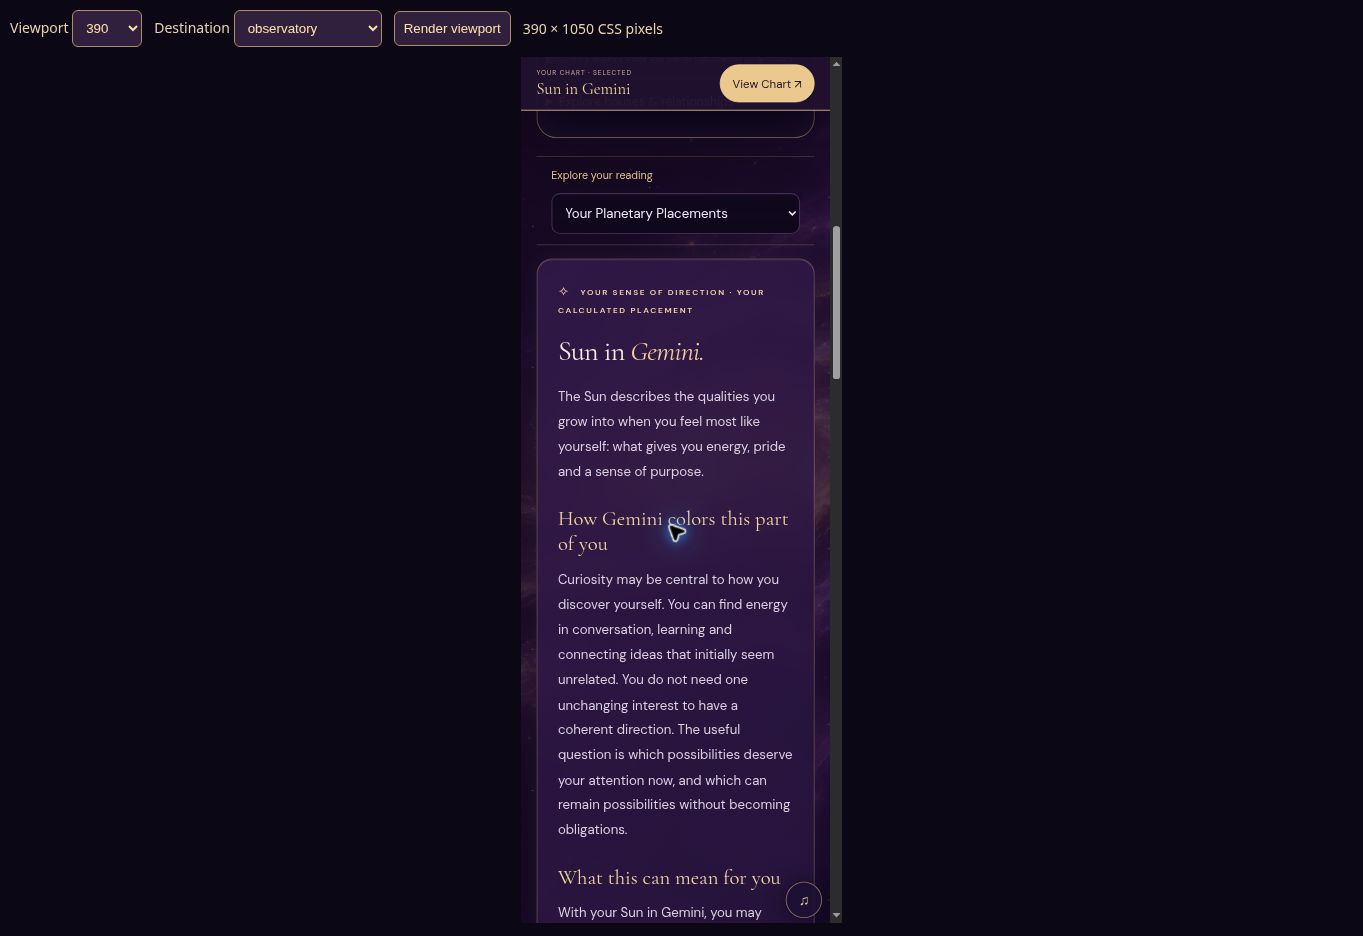 Viewport 390 Destination observatory Render viewport 390 × 1050 CSS pixels
YOUR CHART · SELECTED
Sun in Gemini
View Chart ↗
Explore your reading
Your Planetary Placements
✧ YOUR SENSE OF DIRECTION · YOUR
CALCULATED PLACEMENT
Sun in Gemini.
The Sun describes the qualities you
grow into when you feel most like
yourself: what gives you energy, pride
and a sense of purpose.
How Gemini colors this part
of you
Curiosity may be central to how you
discover yourself. You can find energy
in conversation, learning and
connecting ideas that initially seem
unrelated. You do not need one
unchanging interest to have a
coherent direction. The useful
question is which possibilities deserve
your attention now, and which can
remain possibilities without becoming
obligations.
What this can mean for you
With your Sun in Gemini, you may
♫